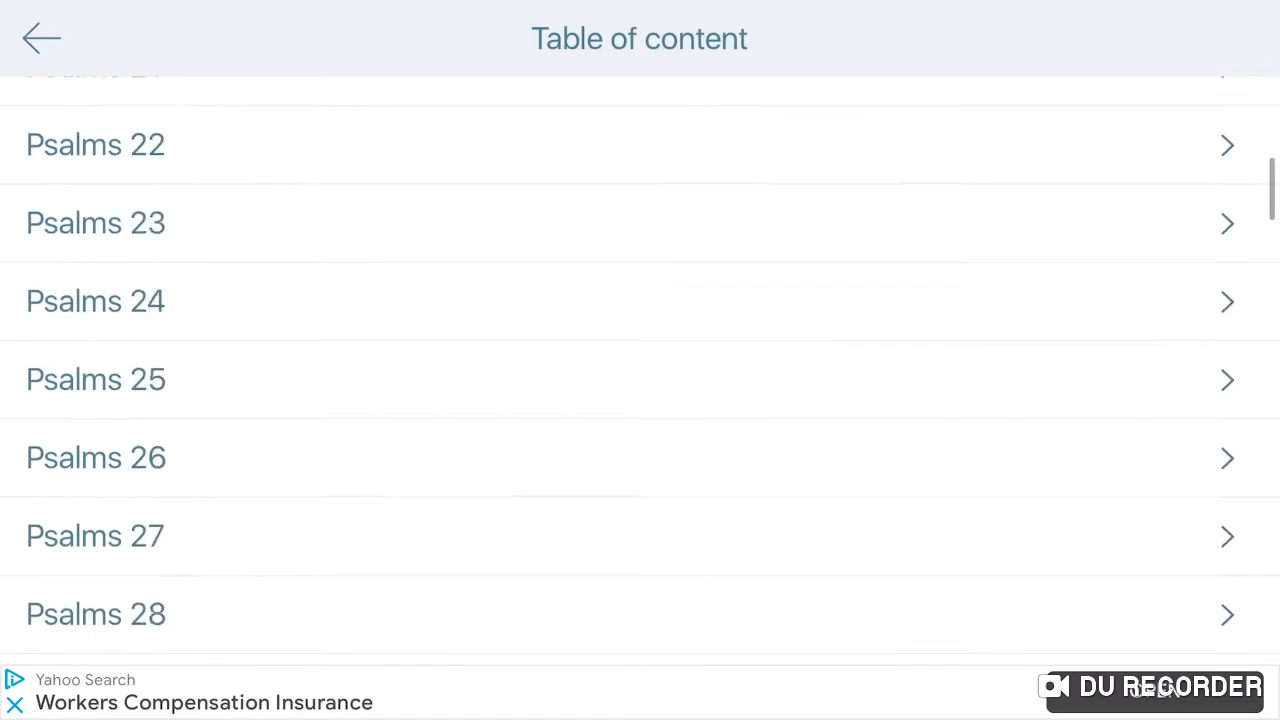 Table of content
Psalms 22
Psalms 23
Psalms 24
Psalms 25
Psalms 26
Psalms 27
Psalms 28
Yahoo Search
Workers Compensation Insurance
DU RECORDER